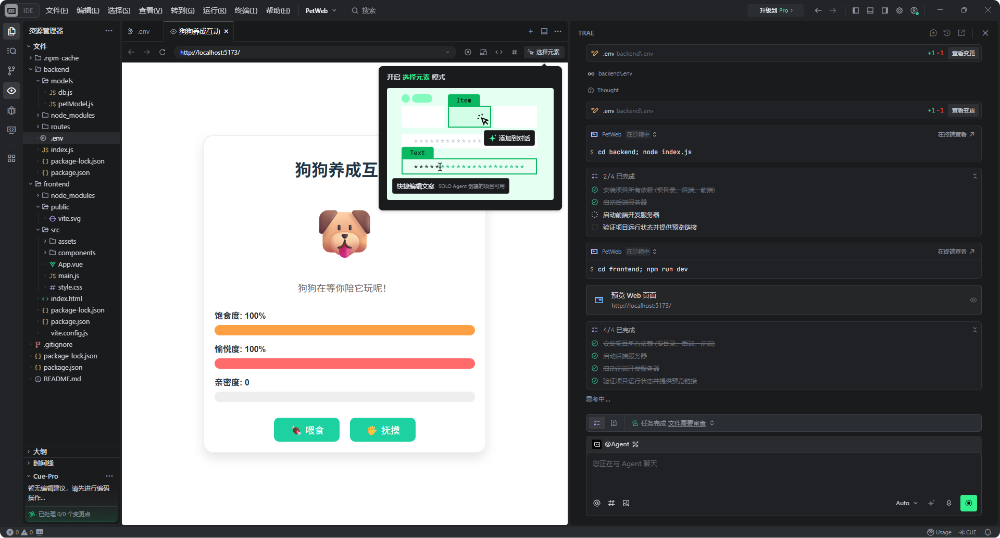 IDE 文件(F) 编辑(E) 选择(S) 查看(V) 转到(G) 运行(R) 终端(T) 帮助(H) PetWeb 搜索 升级到 Pro
资源管理器
文件
.npm-cache
backend
models
JS db.js
JS petModel.js
node_modules
routes
.env
JS index.js
{} package-lock.json
{} package.json
frontend
node_modules
public
vite.svg
src
assets
components
App.vue
JS main.js
# style.css
<> index.html
{} package-lock.json
{} package.json
vite.config.js
.gitignore
{} package-lock.json
{} package.json
README.md
大纲
时间线
Cue-Pro
暂无编辑建议，请先进行编码
操作...
已处理 0/0 个变更点
.env
狗狗养成互动
http://localhost:5173/
选择元素
开启 选择元素 模式
Item
************
添加到对话
Text
*******************
快捷编辑文案 SOLO Agent 创建的项目可用
狗狗养成互
狗狗在等你陪它玩呢！
饱食度: 100%
愉悦度: 100%
亲密度: 0
喂食
抚摸
TRAE
.env backend\.env +1 -1 查看变更
backend\.env
Thought
.env backend\.env +1 -1 查看变更
PetWeb 在沙箱中 在终端查看
$ cd backend; node index.js
2/4 已完成
安装项目所有依赖 (根目录、后端、前端)
启动后端服务器
启动前端开发服务器
验证项目运行状态并提供预览链接
PetWeb 在沙箱中 在终端查看
$ cd frontend; npm run dev
预览 Web 页面
http://localhost:5173/
4/4 已完成
安装项目所有依赖 (根目录、后端、前端)
启动后端服务器
启动前端开发服务器
验证项目运行状态并提供预览链接
思考中...
任务完成 文件需要审查
@Agent
您正在与 Agent 聊天
Auto
0 0
Usage CUE